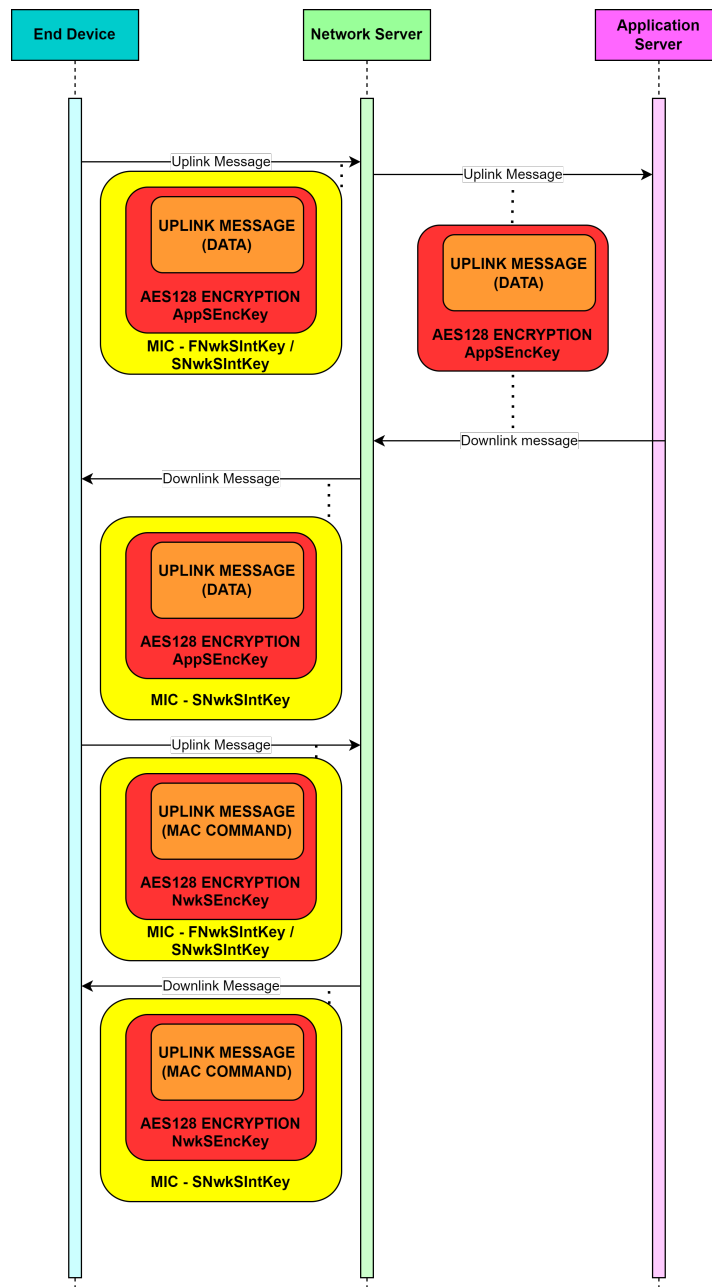 End Device
Network Server
Application
Server
Uplink Message
Uplink Message
UPLINK MESSAGE
(DATA)
AES128 ENCRYPTION
AppSEncKey
MIC - FNwkSIntKey /
SNwkSIntKey
UPLINK MESSAGE
(DATA)
AES128 ENCRYPTION
AppSEncKey
Downlink message
Downlink Message
UPLINK MESSAGE
(DATA)
AES128 ENCRYPTION
AppSEncKey
MIC - SNwkSIntKey
Uplink Message
UPLINK MESSAGE
(MAC COMMAND)
AES128 ENCRYPTION
NwkSEncKey
MIC - FNwkSIntKey /
SNwkSIntKey
Downlink Message
UPLINK MESSAGE
(MAC COMMAND)
AES128 ENCRYPTION
NwkSEncKey
MIC - SNwkSIntKey